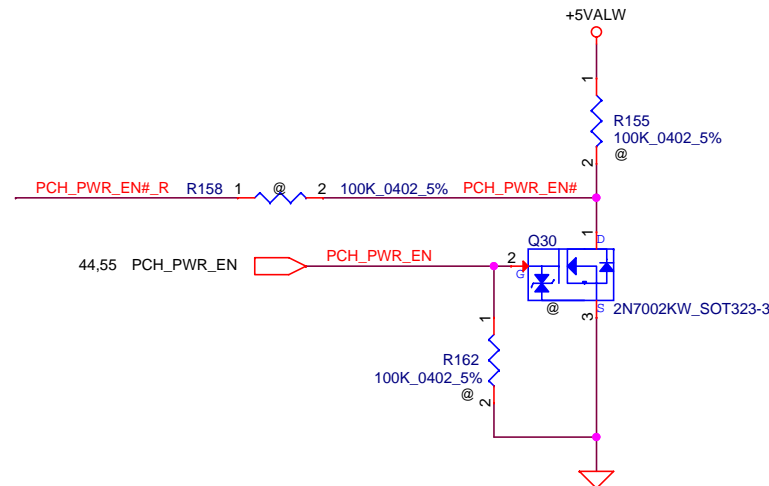 +5VALW
1
R155
100K_0402_5%
@
2
PCH_PWR_EN#_R R158 1 @ 2 100K_0402_5% PCH_PWR_EN#
1 D
Q30
44,55 PCH_PWR_EN PCH_PWR_EN 2 G
@ 3 S 2N7002KW_SOT323-3
1
R162
100K_0402_5%
@
2